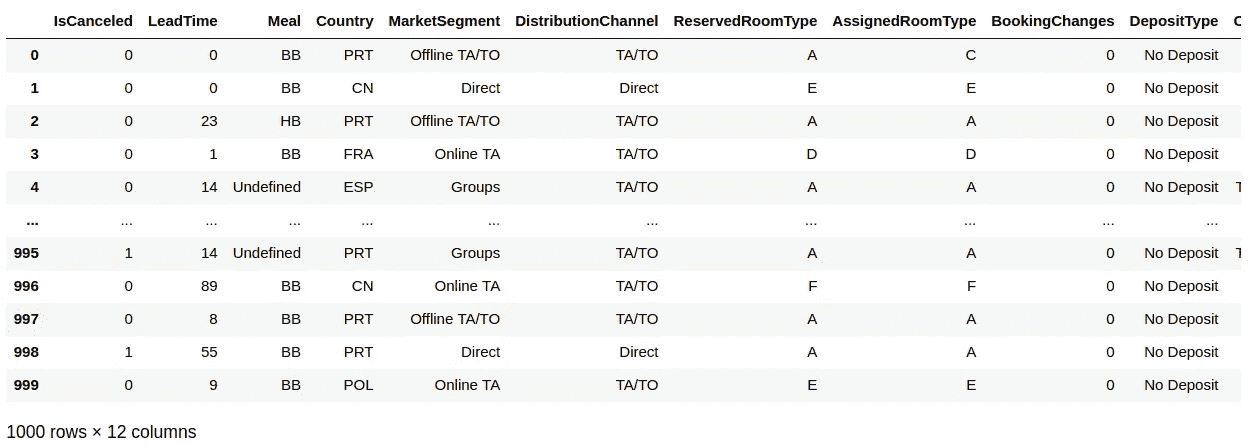 IsCanceled LeadTime Meal Country MarketSegment DistributionChannel ReservedRoomType AssignedRoomType BookingChanges DepositType
0 0 0 BB PRT Offline TA/TO TA/TO A C 0 No Deposit
1 0 0 BB CN Direct Direct E E 0 No Deposit
2 0 23 HB PRT Offline TA/TO TA/TO A A 0 No Deposit
3 0 1 BB FRA Online TA TA/TO D D 0 No Deposit
4 0 14 Undefined ESP Groups TA/TO A A 0 No Deposit
... ... ... ... ... ... ... ... ... ... ...
995 1 14 Undefined PRT Groups TA/TO A A 0 No Deposit
996 0 89 BB CN Online TA TA/TO F F 0 No Deposit
997 0 8 BB PRT Offline TA/TO TA/TO A A 0 No Deposit
998 1 55 BB PRT Direct Direct A A 0 No Deposit
999 0 9 BB POL Online TA TA/TO E E 0 No Deposit
1000 rows × 12 columns